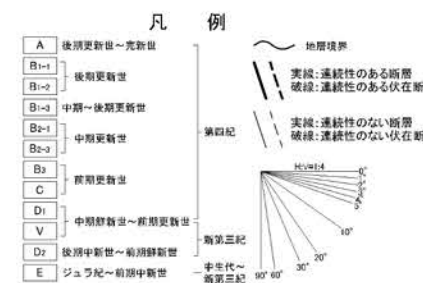 凡 例
A 後期更新世～完新世
B1-1
後期更新世
B1-2
B1-3 中期～後期更新世
B2-1
中期更新世
B2-3
B3
前期更新世
C
D1
中期鮮新世～前期更新世
V
D2 後期中新世～前期鮮新世
E ジュラ紀～前期中新世
第四紀
新第三紀
中生代～
新第三紀
地層境界
実線：連続性のある断層
破線：連続性のある伏在断
実線：連続性のない断層
破線：連続性のない伏在断
H:V=1:4
0°
1°
2°
3°
4°
5°
10°
20°
30°
60°
90°